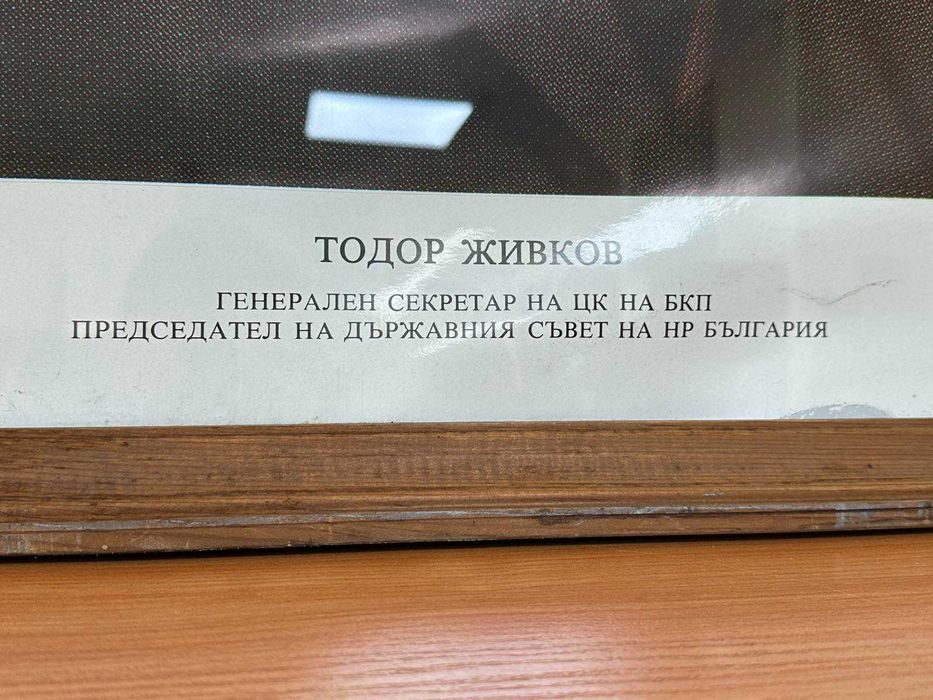 ТОДОР ЖИВКОВ
ГЕНЕРАЛЕН СЕКРЕТАР НА ЦК НА БКП
ПРЕДСЕДАТЕЛ НА ДЪРЖАВНИЯ СЪВЕТ НА НР БЪЛГАРИЯ